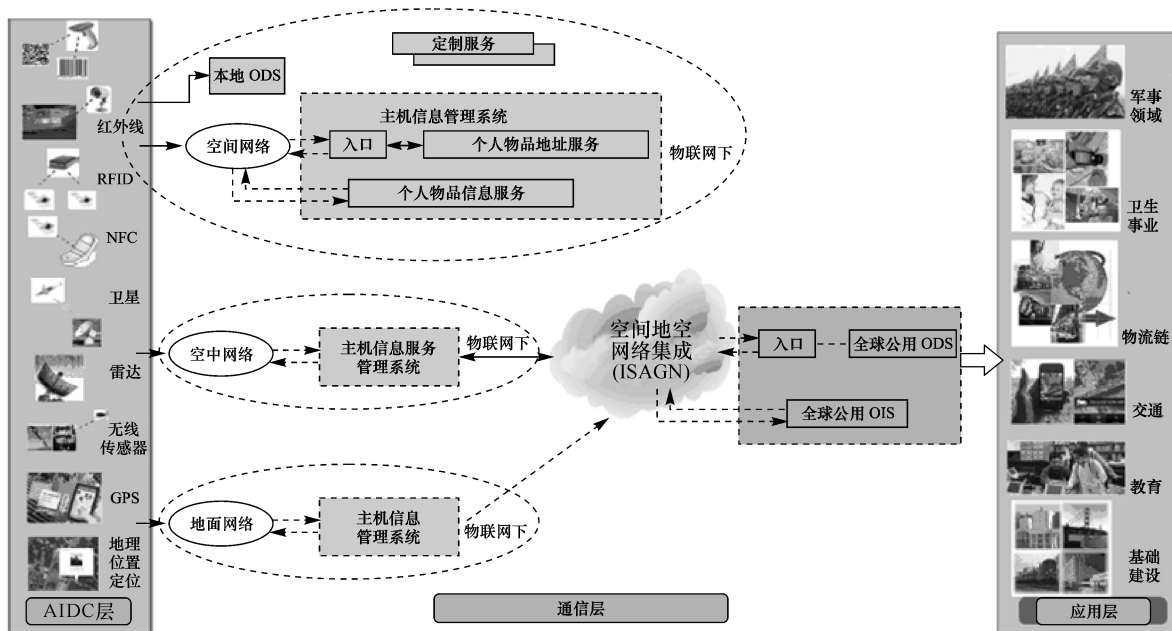 红外线
RFID
NFC
卫星
雷达
无线
传感器
GPS
地理
位置
定位
AIDC层
定制服务
本地 ODS
主机信息管理系统
空间网络
入口
个人物品地址服务
个人物品信息服务
物联网下
空中网络
主机信息服务
管理系统
物联网下
地面网络
主机信息
管理系统
物联网下
空间地空
网络集成
(ISAGN)
入口
全球公用 ODS
全球公用 OIS
通信层
军事
领域
卫生
事业
物流链
交通
教育
基础
建设
应用层